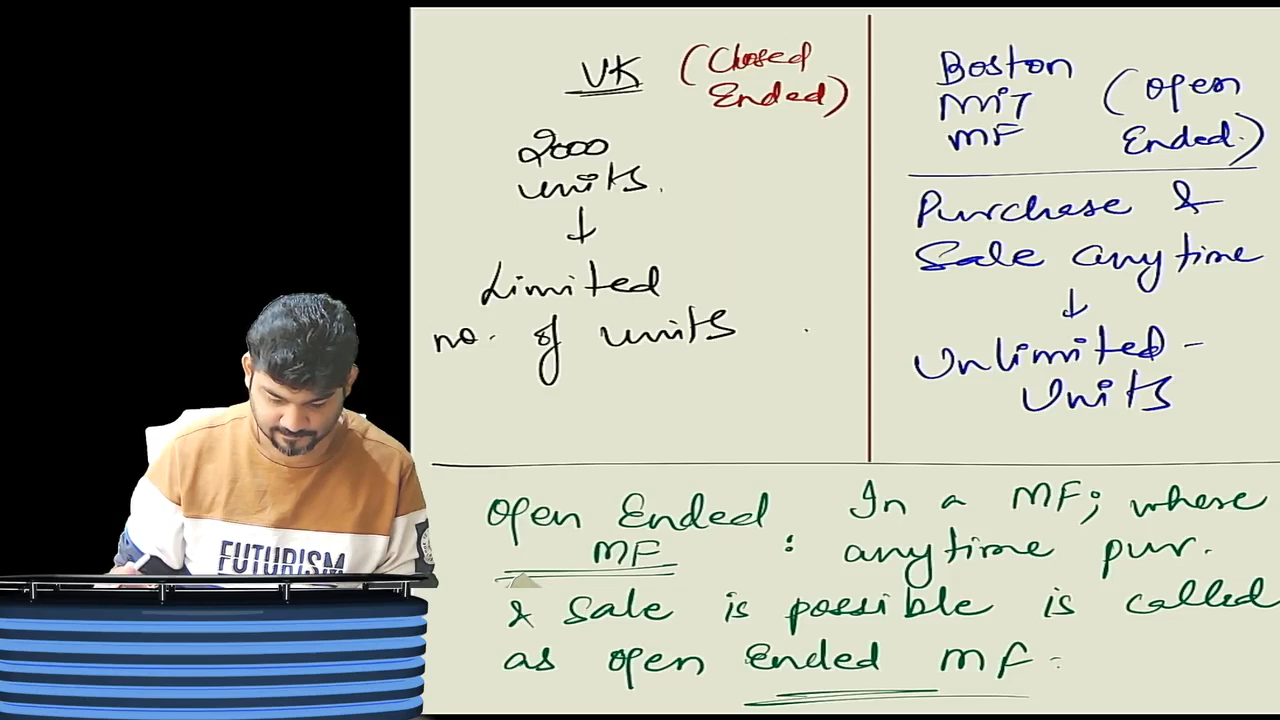 UK (Closed
Ended)
2000
units.
↓
Limited
no. of units
Boston
MIT
MF (open
Ended.)
Purchase &
Sale anytime
↓
Unlimited -
Units
Open Ended
MF : In a MF; where
anytime pur.
& sale is possible is called
as open Ended MF.
FUTURISM